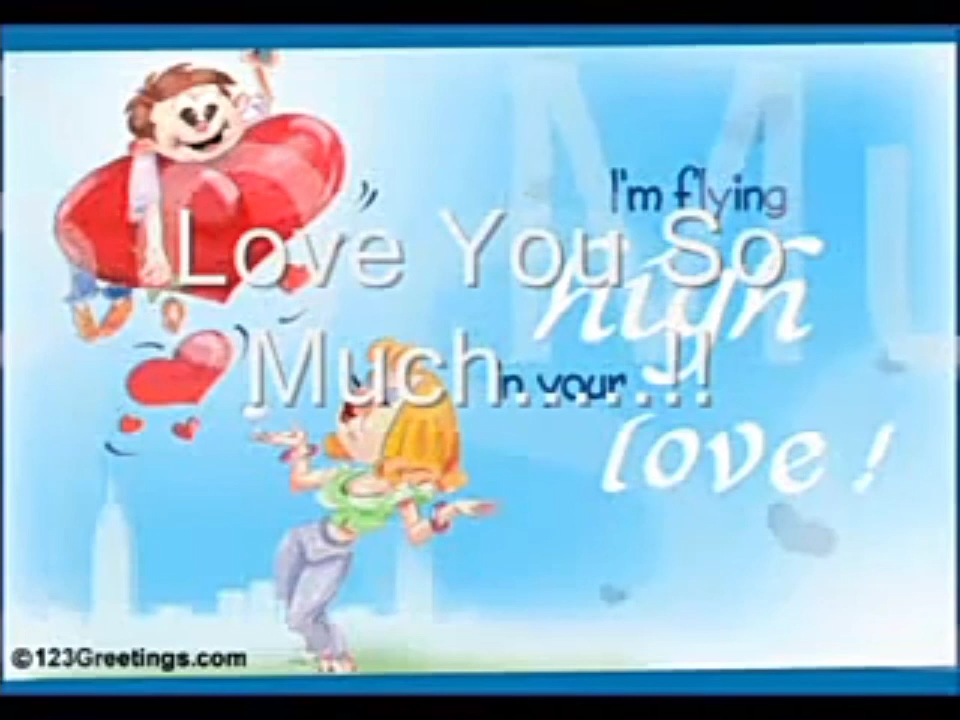 I'm flying
Love You So
high
Much.......!!
in your
love !
©123Greetings.com